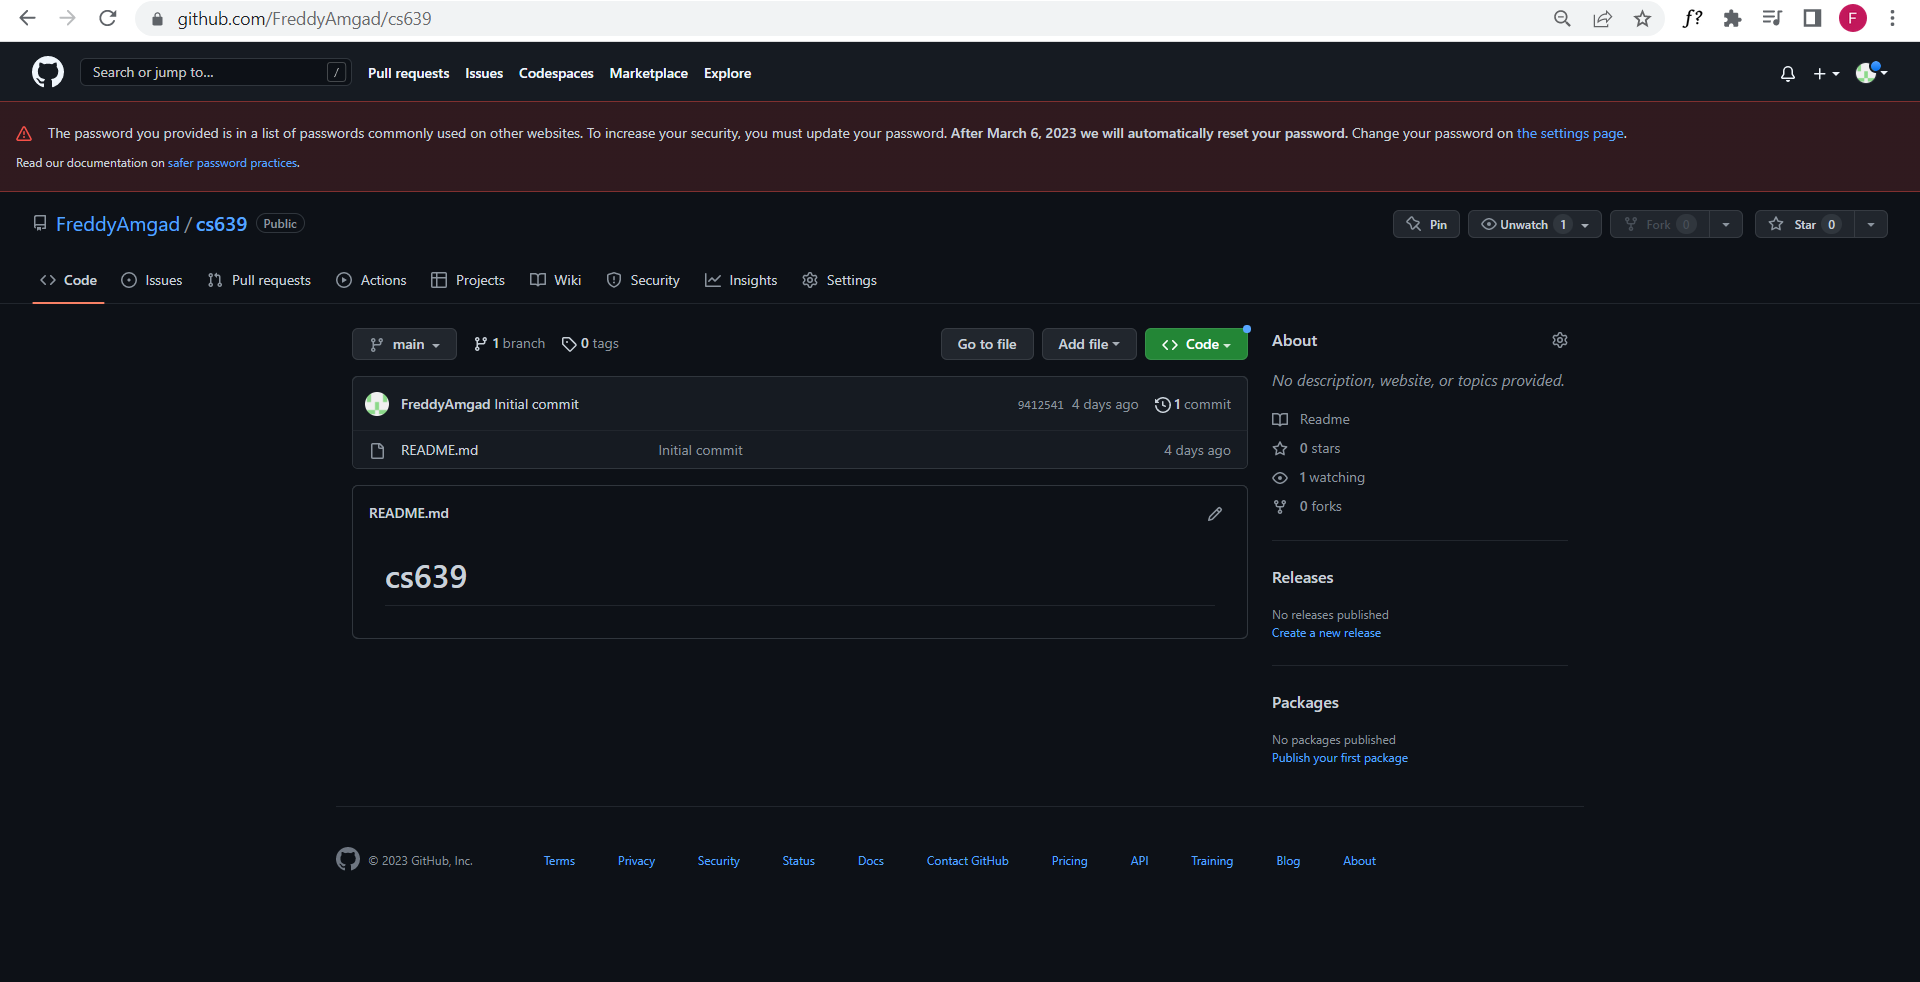 github.com/FreddyAmgad/cs639
f?
F
Search or jump to... /
Pull requests Issues Codespaces Marketplace Explore
The password you provided is in a list of passwords commonly used on other websites. To increase your security, you must update your password. After March 6, 2023 we will automatically reset your password. Change your password on the settings page.
Read our documentation on safer password practices.
FreddyAmgad / cs639 Public
Pin Unwatch 1 Fork 0 Star 0
Code Issues Pull requests Actions Projects Wiki Security Insights Settings
main 1 branch 0 tags Go to file Add file Code
FreddyAmgad Initial commit 9412541 4 days ago 1 commit
README.md Initial commit 4 days ago
README.md
cs639
About
No description, website, or topics provided.
Readme
0 stars
1 watching
0 forks
Releases
No releases published
Create a new release
Packages
No packages published
Publish your first package
© 2023 GitHub, Inc. Terms Privacy Security Status Docs Contact GitHub Pricing API Training Blog About